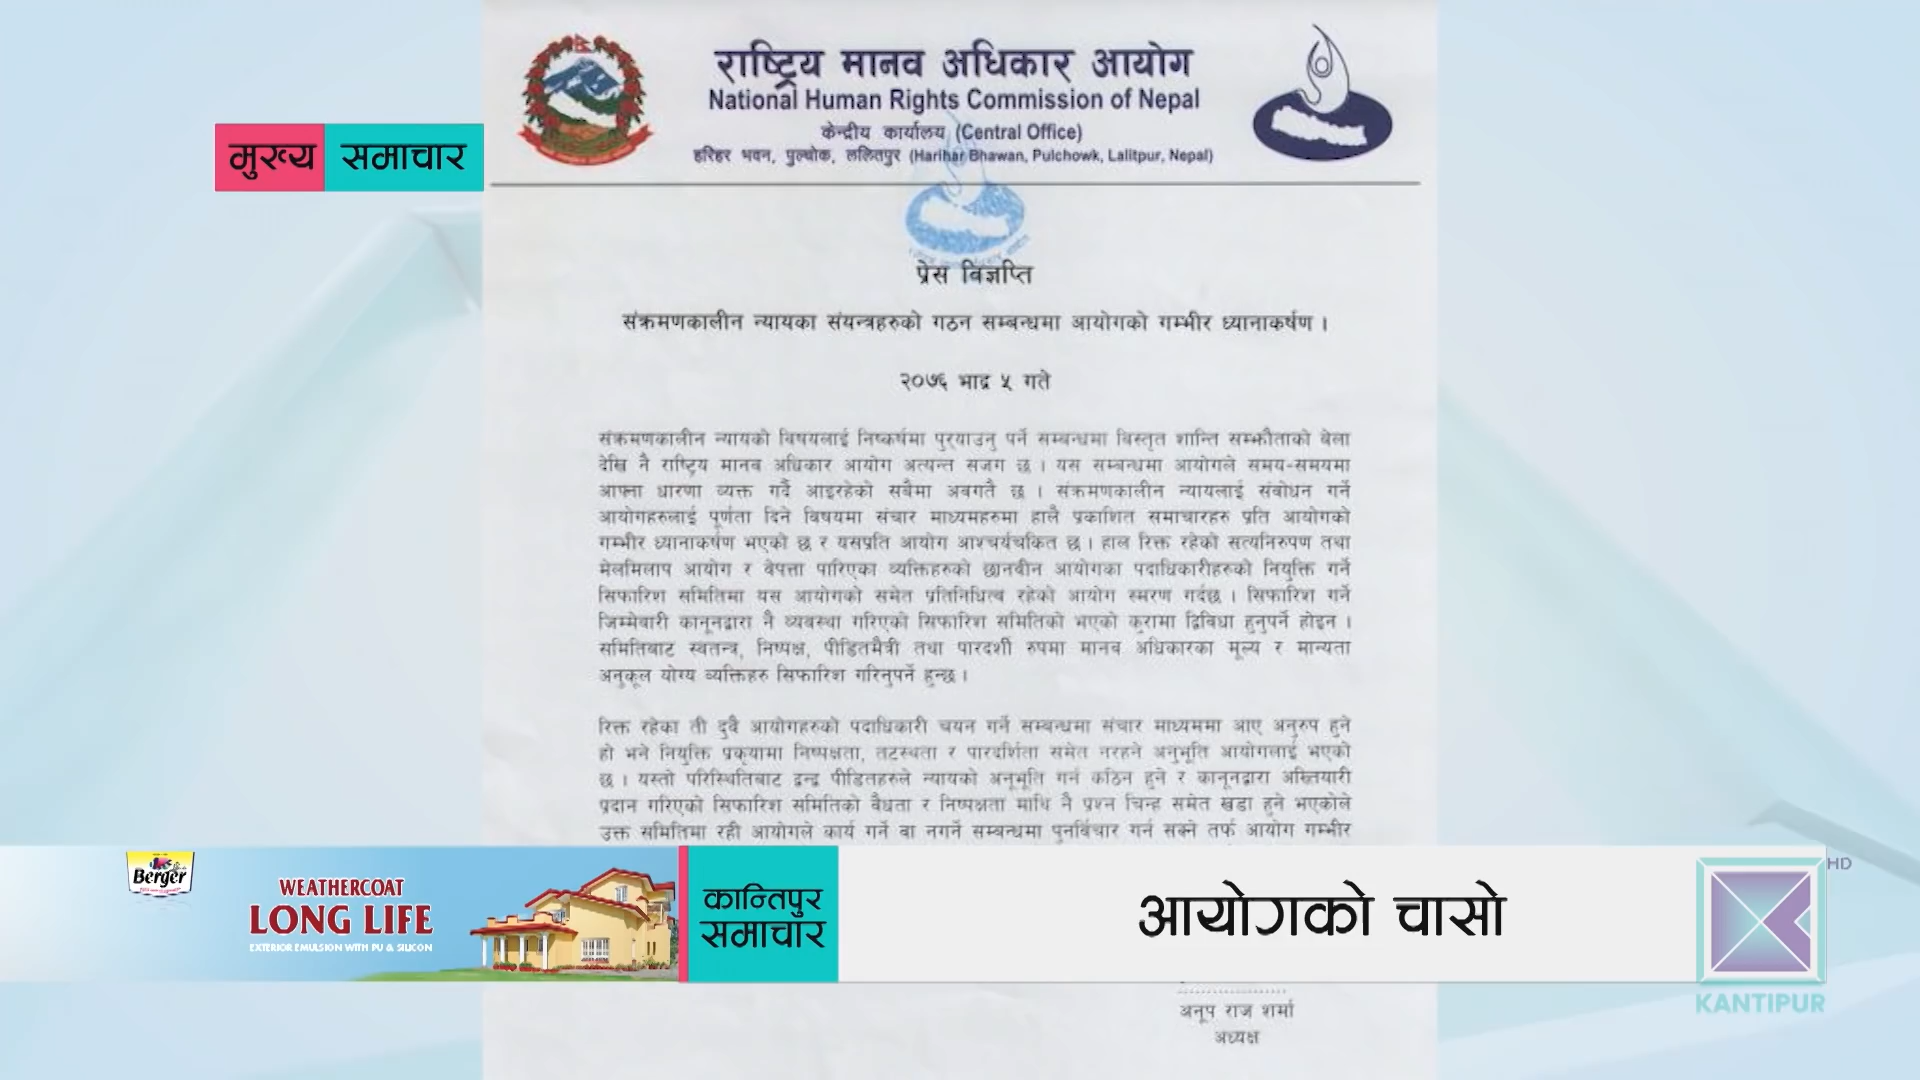 राष्ट्रिय मानव अधिकार आयोग
National Human Rights Commission of Nepal
केन्द्रीय कार्यालय (Central Office)
हरिहर भवन, पुल्चोक, ललितपुर (Harihar Bhawan, Pulchowk, Lalitpur, Nepal)
मुख्य समाचार
प्रेस विज्ञप्ति
संक्रमणकालीन न्यायका संयन्त्रहरुको गठन सम्बन्धमा आयोगको गम्भीर ध्यानाकर्षण ।
२०७६ भाद्र ५ गते
संक्रमणकालीन न्यायको विषयलाई निष्कर्षमा पुर्‍याउनु पर्ने सम्बन्धमा विस्तृत शान्ति सम्झौताको बेला
देखि नै राष्ट्रिय मानव अधिकार आयोग अत्यन्त सजग छ । यस सम्बन्धमा आयोगले समय-समयमा
आफ्ना धारणा व्यक्त गर्दै आइरहेको सबैमा अवगतै छ । संक्रमणकालीन न्यायलाई संबोधन गर्ने
आयोगहरुलाई पूर्णता दिने विषयमा संचार माध्यमहरुमा हालै प्रकाशित समाचारहरु प्रति आयोगको
गम्भीर ध्यानाकर्षण भएको छ र यसप्रति आयोग आश्चर्यचकित छ । हाल रिक्त रहेको सत्यनिरुपण तथा
मेलमिलाप आयोग र वेपत्ता पारिएका व्यक्तिहरुको छानबीन आयोगका पदाधिकारीहरुको नियुक्ति गर्ने
सिफारिश समितिमा यस आयोगको समेत प्रतिनिधित्व रहेको आयोग स्मरण गर्दछ । सिफारिश गर्ने
जिम्मेवारी कानूनद्वारा नै व्यवस्था गरिएको सिफारिश समितिको भएको कुरामा द्विविधा हुनुपर्ने होइन ।
समितिबाट स्वतन्त्र, निष्पक्ष, पीडितमैत्री तथा पारदर्शी रुपमा मानव अधिकारका मूल्य र मान्यता
अनुकूल योग्य व्यक्तिहरु सिफारिश गरिनुपर्ने हुन्छ ।
रिक्त रहेका ती दुवै आयोगहरुको पदाधिकारी चयन गर्ने सम्बन्धमा संचार माध्यममा आए अनुरुप हुने
हो भने नियुक्ति प्रकृयामा निष्पक्षता, तटस्थता र पारदर्शिता समेत नरहने अनुभूति आयोगलाई भएको
छ । यस्तो परिस्थितिबाट द्वन्द्व पीडितहरुले न्यायको अनुभूति गर्न कठिन हुने र कानूनद्वारा अख्तियारी
प्रदान गरिएको सिफारिश समितिको वैधता र निष्पक्षता माथि नै प्रश्न चिन्ह समेत खडा हुने भएकोले
उक्त समितिमा रही आयोगले कार्य गर्ने वा नगर्ने सम्बन्धमा पुनर्विचार गर्न सक्ने तर्फ आयोग गम्भीर
Berger
WEATHERCOAT
LONG LIFE
EXTERIOR EMULSION WITH PU & SILICON
कान्तिपुर
समाचार
आयोगको चासो
HD
KANTIPUR
अनूप राज शर्मा
अध्यक्ष